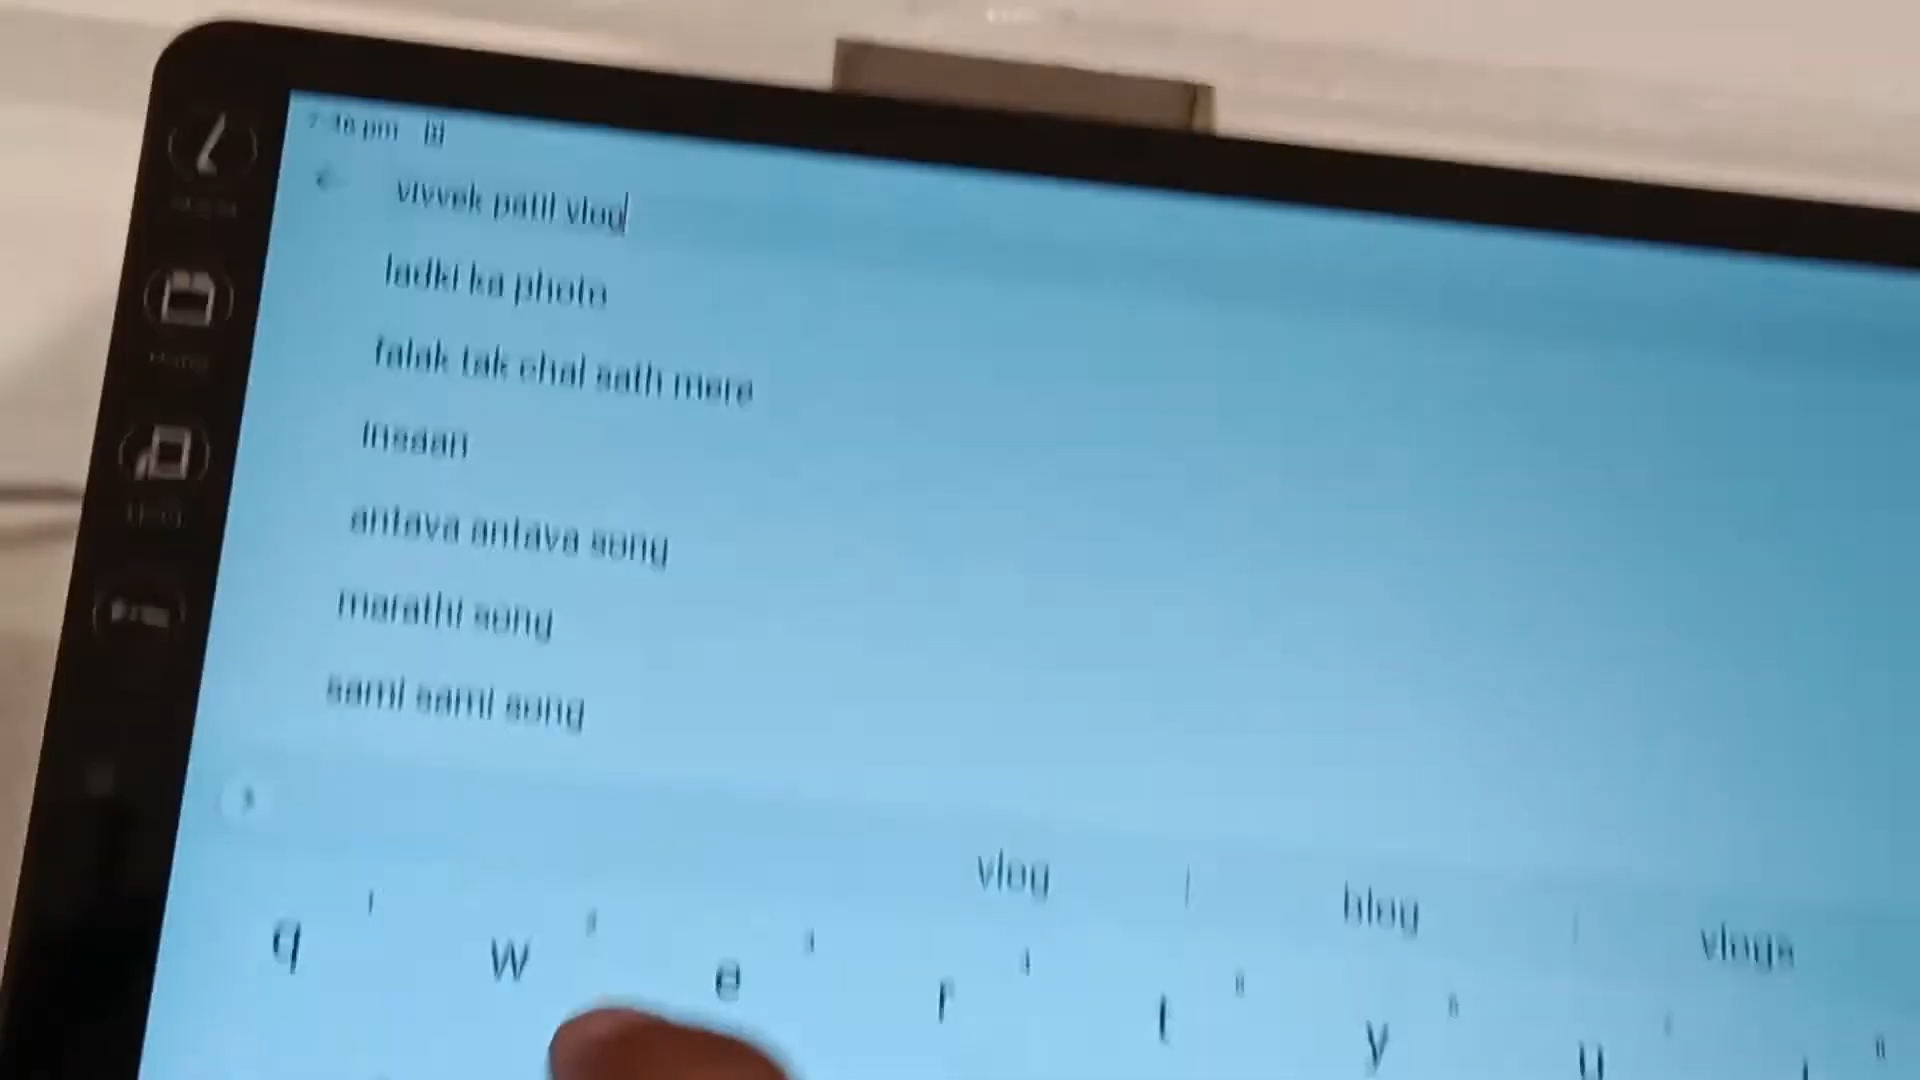 vivvek patil vlog
ladki ka photo
falak tak chal sath mere
insaan
antava antava song
marathi song
sami sami song
vlog
blog
vlogs
q w e r t y u